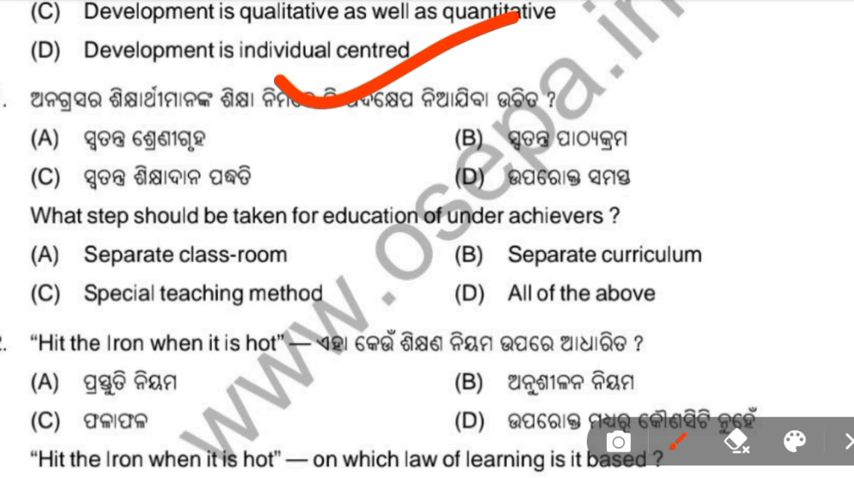 (C) Development is qualitative as well as quantitative
(D) Development is individual centred
ଅନଗ୍ରସର ଶିକ୍ଷାର୍ଥୀମାନଙ୍କ ଶିକ୍ଷା ନିଆଯିବା ଉଚିତ ?
(A) ସ୍ୱତନ୍ତ୍ର ଶ୍ରେଣୀଗୃହ (B) ସ୍ୱତନ୍ତ୍ର ପାଠ୍ୟକ୍ରମ
(C) ସ୍ୱତନ୍ତ୍ର ଶିକ୍ଷାଦାନ ପଦ୍ଧତି (D) ଉପରୋକ୍ତ ସମସ୍ତ
What step should be taken for education of under achievers ?
(A) Separate class-room (B) Separate curriculum
(C) Special teaching method (D) All of the above
“Hit the Iron when it is hot” — ଏହା କେଉଁ ଶିକ୍ଷଣ ନିୟମ ଉପରେ ଆଧାରିତ ?
(A) ପ୍ରସ୍ତୁତି ନିୟମ (B) ଅନୁଶୀଳନ ନିୟମ
(C) ଫଳାଫଳ (D) ଉପରୋକ୍ତ ମଧ୍ୟରୁ କୌଣସିଟି ନୁହେଁ
“Hit the Iron when it is hot” — on which law of learning is it based ?
www.osepa.in